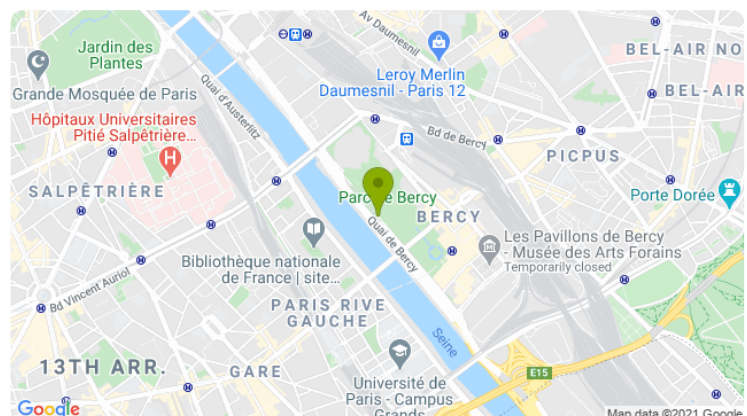 Jardin des
Plantes
Av Daumesnil
BEL-AIR NO
Leroy Merlin
Daumesnil - Paris 12
Grande Mosquée de Paris
BEL-AIR
Quai d'Austerlitz
Hôpitaux Universitaires
Pitié Salpêtrière...
H
Bd de Bercy
PICPUS
SALPÊTRIÈRE
Parc de Bercy
Porte Dorée
BERCY
Quai de Bercy
Les Pavillons de Bercy
- Musée des Arts Forains
Temporarily closed
Bibliothèque nationale
de France | site...
Bd Vincent Auriol
PARIS RIVE
GAUCHE
Seine
13TH ARR.
GARE
E15
Université de
Paris - Campus
Grands
Google
Map data ©2021 Google